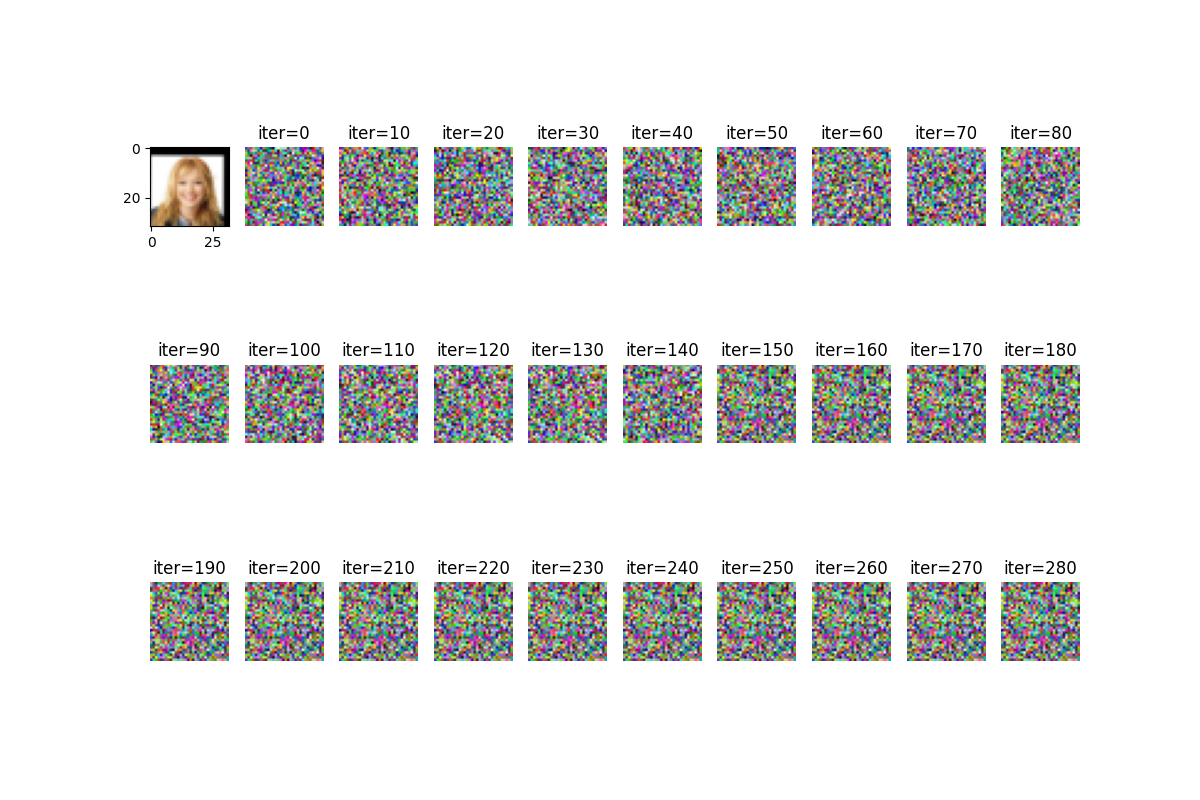 iter=0 iter=10 iter=20 iter=30 iter=40 iter=50 iter=60 iter=70 iter=80
0
20
0 25
iter=90 iter=100 iter=110 iter=120 iter=130 iter=140 iter=150 iter=160 iter=170 iter=180
iter=190 iter=200 iter=210 iter=220 iter=230 iter=240 iter=250 iter=260 iter=270 iter=280